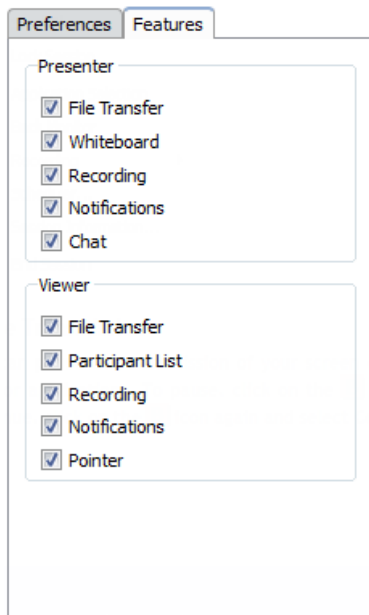 Preferences Features
Presenter
File Transfer
Whiteboard
Recording
Notifications
Chat
Viewer
File Transfer
Participant List
Recording
Notifications
Pointer